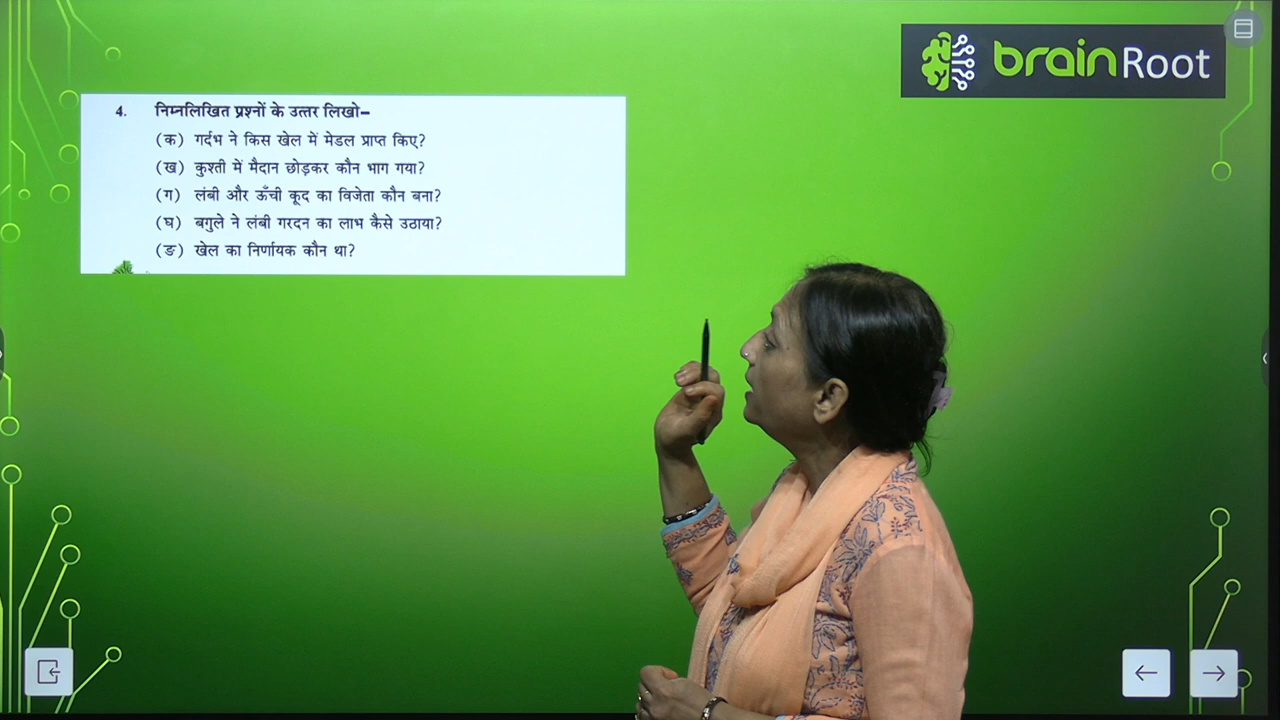 brainRoot
4. निम्नलिखित प्रश्नों के उत्तर लिखो–
(क) गर्दभ ने किस खेल में मेडल प्राप्त किए?
(ख) कुश्ती में मैदान छोड़कर कौन भाग गया?
(ग) लंबी और ऊँची कूद का विजेता कौन बना?
(घ) बगुले ने लंबी गरदन का लाभ कैसे उठाया?
(ङ) खेल का निर्णायक कौन था?